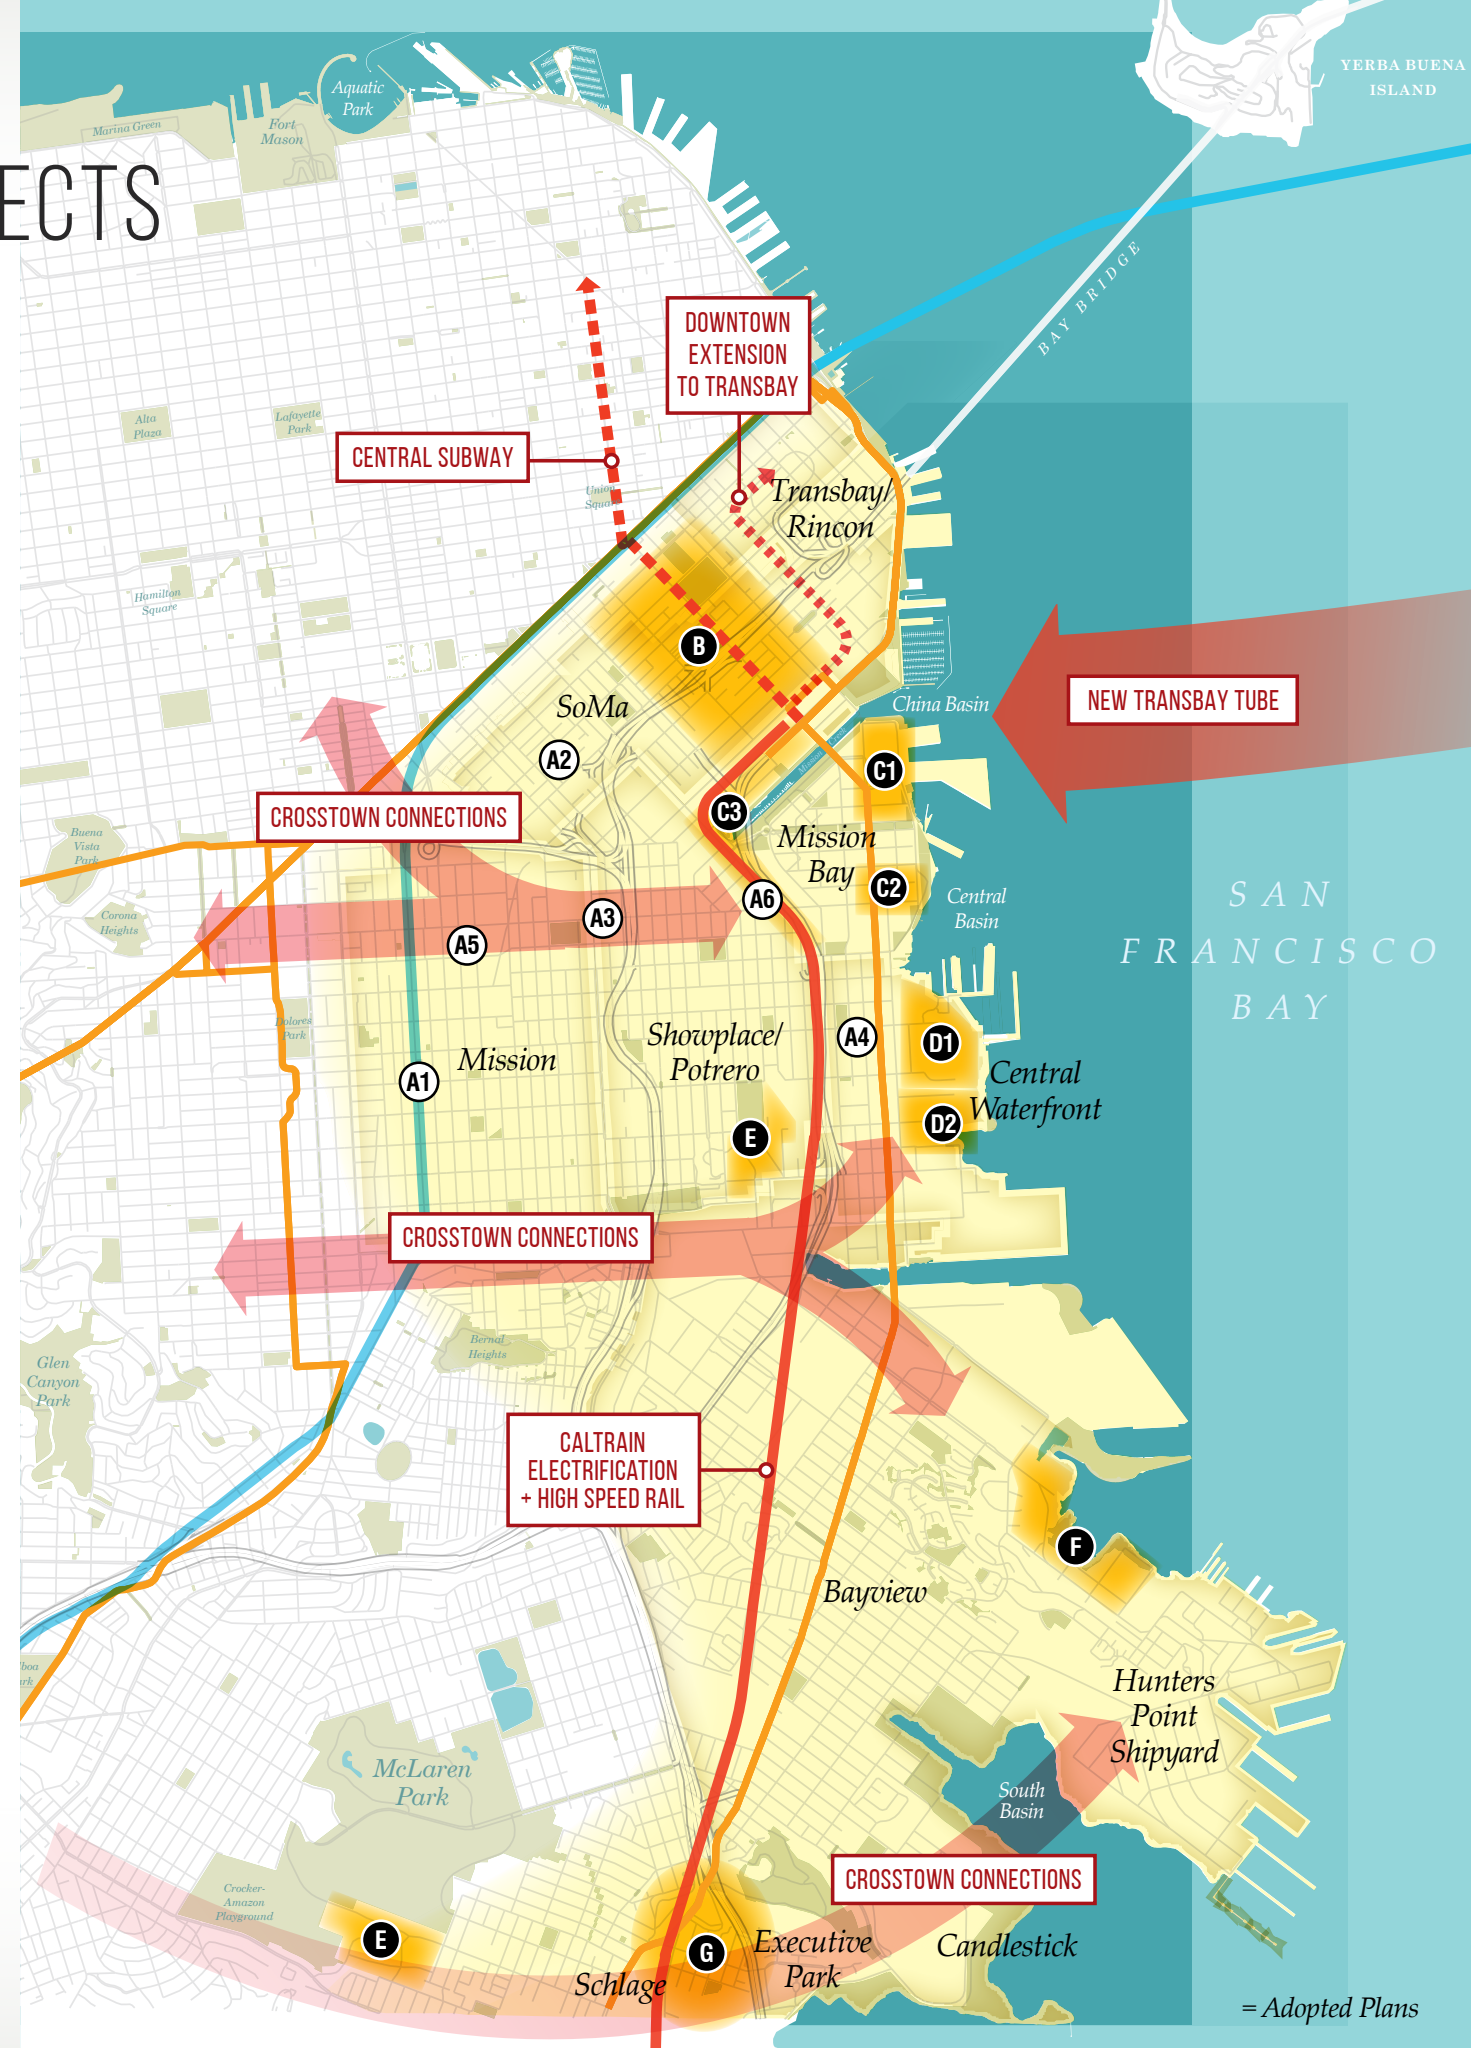 ECTS
YERBA BUENA
ISLAND
Aquatic
Park
Marina Green
Fort
Mason
BAY BRIDGE
DOWNTOWN
EXTENSION
TO TRANSBAY
Alta
Plaza
Lafayette
Park
CENTRAL SUBWAY
Union
Square
Transbay/
Rincon
Hamilton
Square
B
SoMa
A2
China Basin
NEW TRANSBAY TUBE
C1
CROSSTOWN CONNECTIONS
C3
Buena
Vista
Park
Mission
Bay
C2
Central
Basin
SAN
FRANCISCO
BAY
Corona
Heights
A6
A3
A5
Dolores
Park
Showplace/
Potrero
A4
D1
Mission
A1
Central
Waterfront
D2
E
CROSSTOWN CONNECTIONS
Glen
Canyon
Park
Bernal
Heights
CALTRAIN
ELECTRIFICATION
+ HIGH SPEED RAIL
F
Bayview
boa
rk
Hunters
Point
Shipyard
McLaren
Park
South
Basin
CROSSTOWN CONNECTIONS
Crocker-
Amazon
Playground
E
G
Executive
Park
Candlestick
Schlage
= Adopted Plans